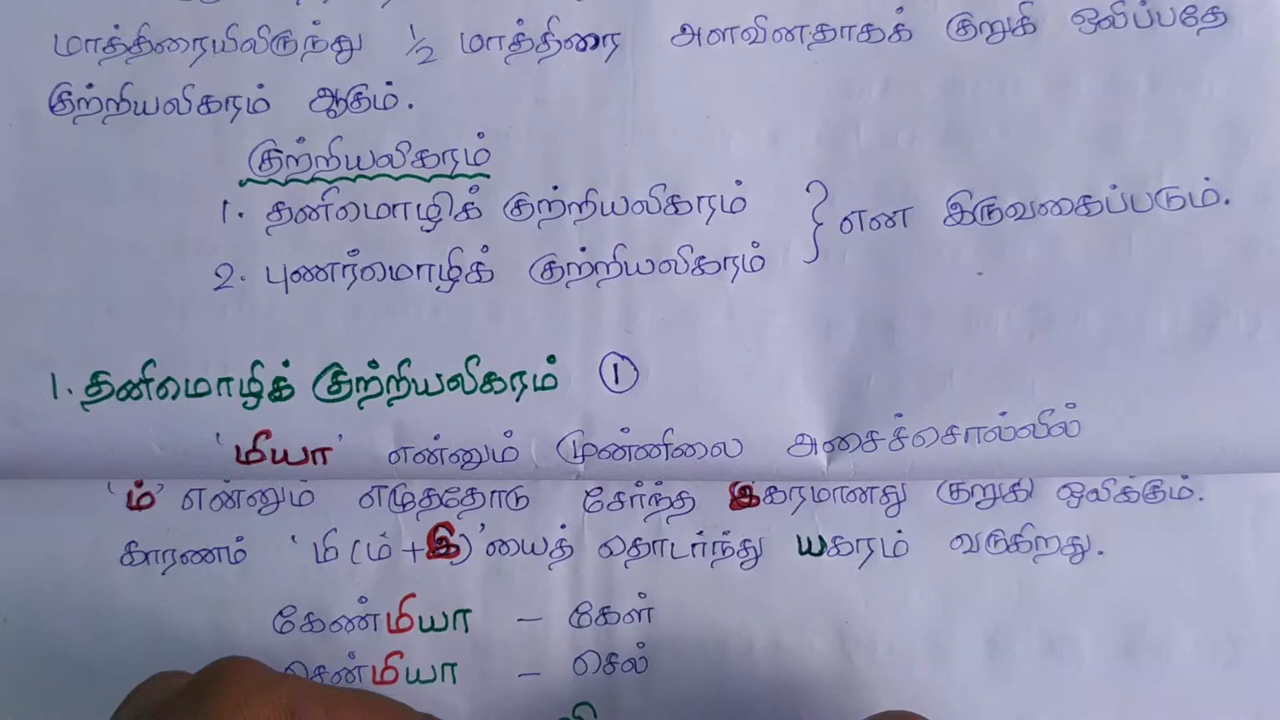 மாத்திரையிலிருந்து ½ மாத்திரை அளவினதாகக் குறுகி ஒலிப்பதே
குற்றியலிகரம் ஆகும்.
குற்றியலிகரம்
1. தனிமொழிக் குற்றியலிகரம்
2. புணர்மொழிக் குற்றியலிகரம்
} என இருவகைப்படும்.
1. தனிமொழிக் குற்றியலிகரம் ①
'மியா' என்னும் முன்னிலை அசைச்சொல்லில்
'ம்' என்னும் எழுத்தோடு சேர்ந்த இகரமானது குறுகி ஒலிக்கும்.
காரணம் 'மி (ம்+இ)'யைத் தொடர்ந்து யகரம் வருகிறது.
கேண்மியா – கேள்
சென்மியா – செல்